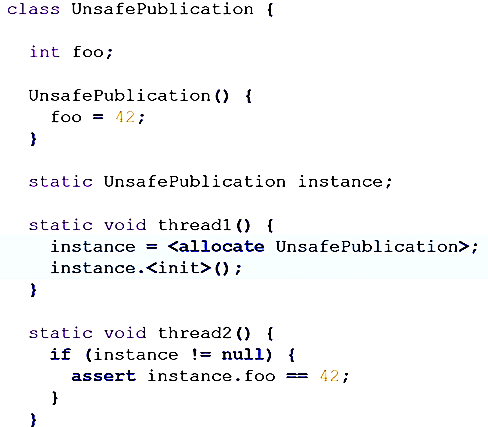 class UnsafePublication {
int foo;
UnsafePublication() {
foo = 42;
}
static UnsafePublication instance;
static void thread1() {
instance = <allocate UnsafePublication>;
instance.<init>();
}
static void thread2() {
if (instance != null) {
assert instance.foo == 42;
}
}